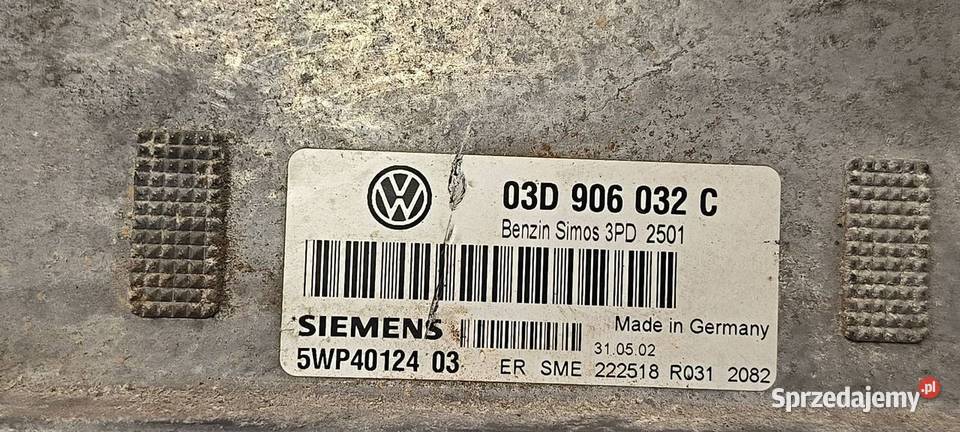 VW
03D 906 032 C
Benzin Simos 3PD 2501
SIEMENS
Made in Germany
31.05.02
5WP40124 03
ER SME 222518 R031 2082
Sprzedajemy.pl